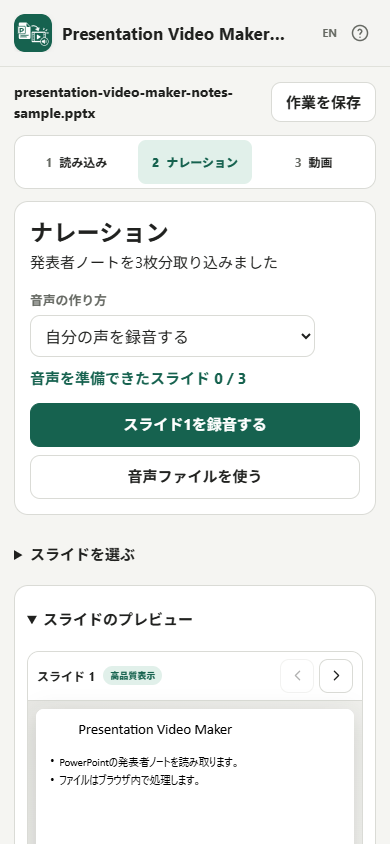 Presentation Video Maker...
EN
presentation-video-maker-notes-
sample.pptx
作業を保存
1 読み込み
2 ナレーション
3 動画
ナレーション
発表者ノートを3枚分取り込みました
音声の作り方
自分の声を録音する
音声を準備できたスライド 0 / 3
スライド1を録音する
音声ファイルを使う
スライドを選ぶ
スライドのプレビュー
スライド 1 高品質表示
Presentation Video Maker
• PowerPointの発表者ノートを読み取ります。
• ファイルはブラウザ内で処理します。